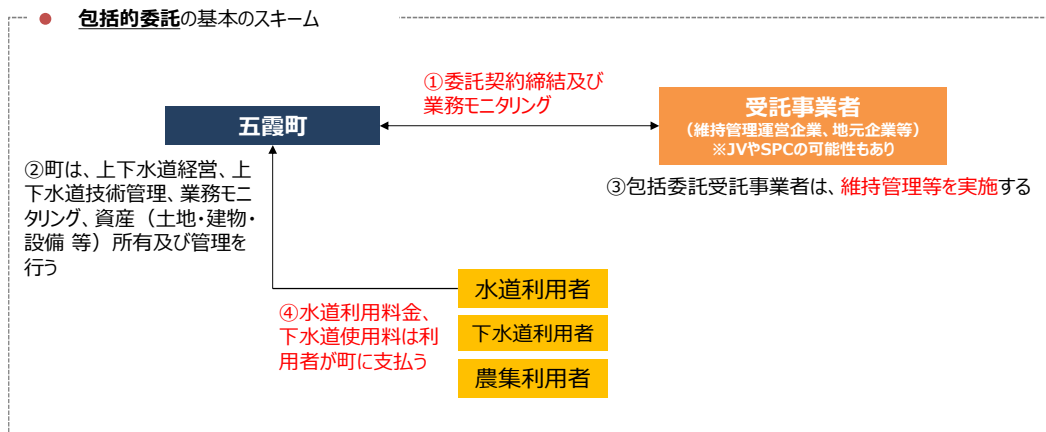 ● 包括的委託の基本のスキーム
①委託契約締結及び
業務モニタリング
五霞町
受託事業者
（維持管理運営企業、地元企業等）
※JVやSPCの可能性もあり
②町は、上下水道経営、上
下水道技術管理、業務モニ
タリング、資産（土地・建物・
設備 等）所有及び管理を
行う
③包括委託受託事業者は、維持管理等を実施する
④水道利用料金、
下水道使用料は利
用者が町に支払う
水道利用者
下水道利用者
農集利用者